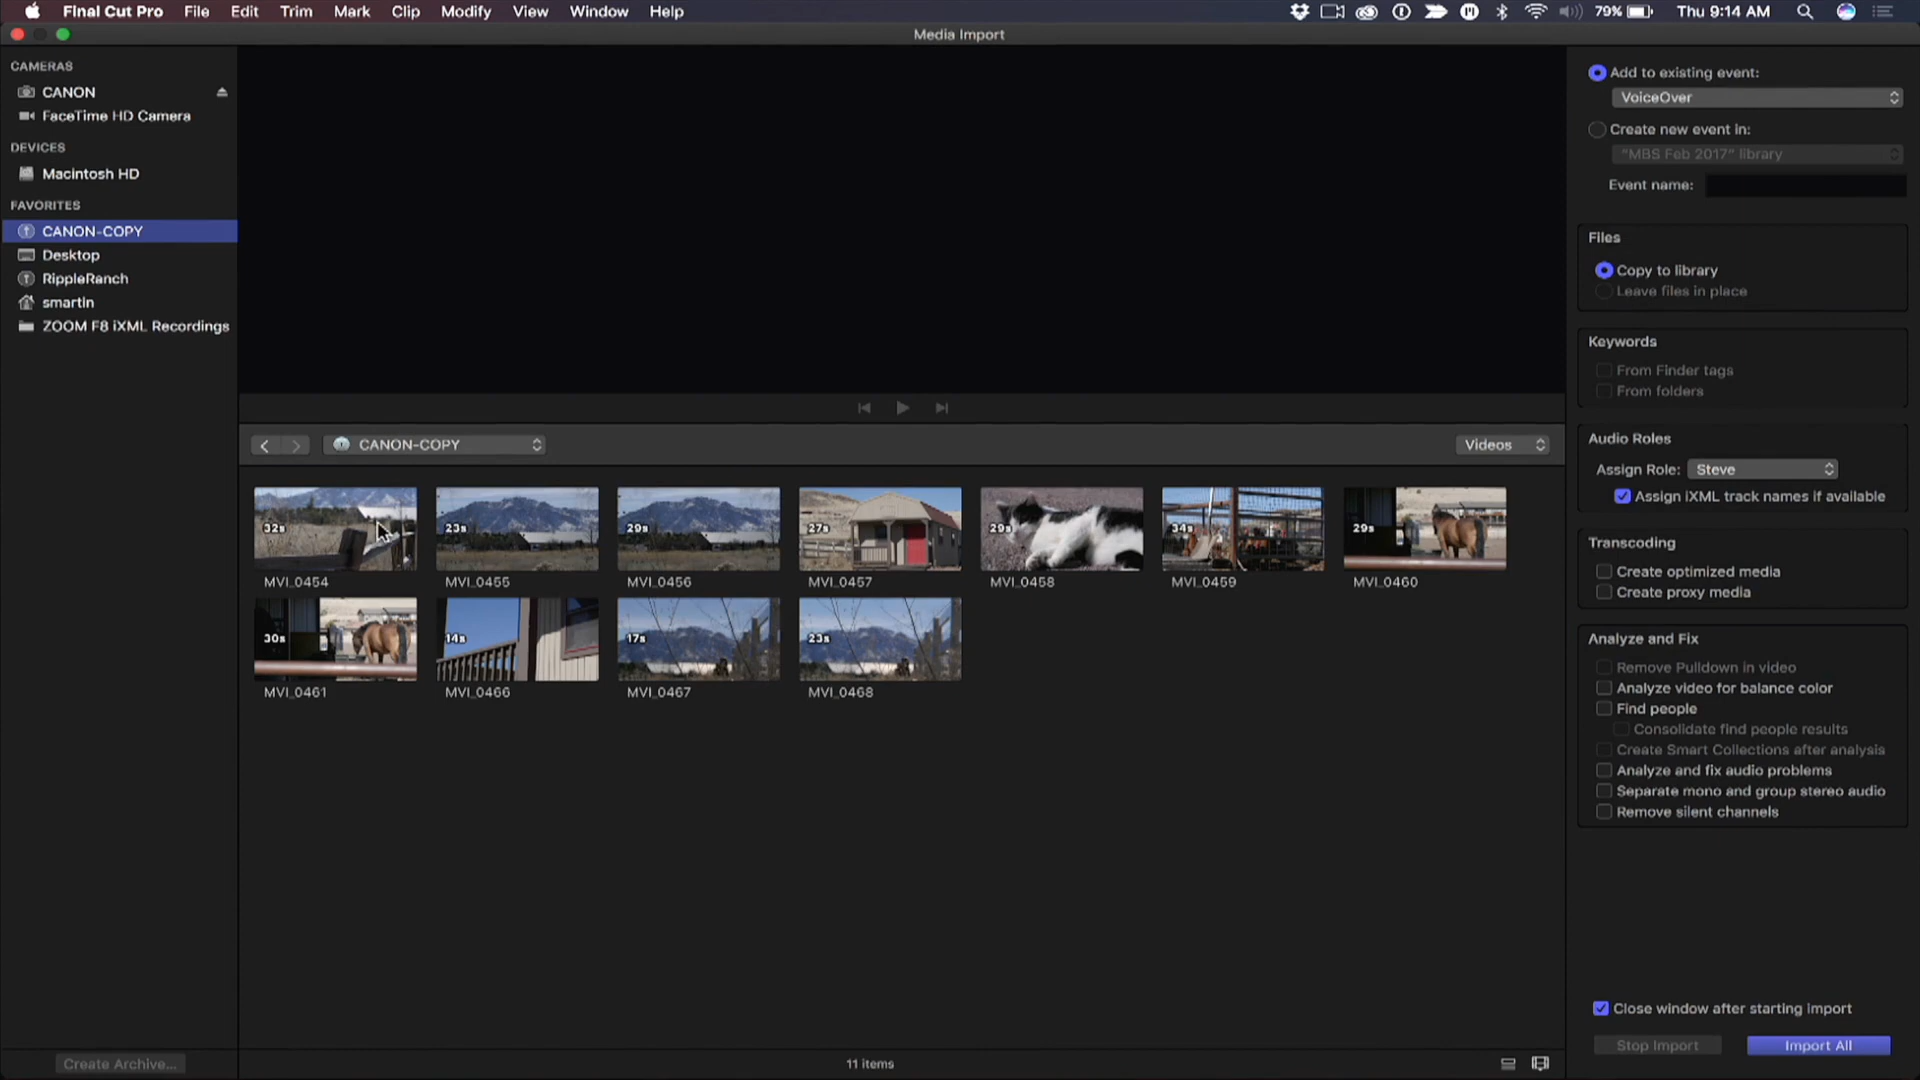 Final Cut Pro File Edit Trim Mark Clip Modify View Window Help 79% Thu 9:14 AM
Media Import
CAMERAS
CANON
FaceTime HD Camera
DEVICES
Macintosh HD
FAVORITES
CANON-COPY
Desktop
RippleRanch
smartin
ZOOM F8 iXML Recordings
Create Archive...
CANON-COPY
Videos
32s 23s 29s 27s 29s 34s 29s
MVI_0454 MVI_0455 MVI_0456 MVI_0457 MVI_0458 MVI_0459 MVI_0460
30s 14s 17s 23s
MVI_0461 MVI_0466 MVI_0467 MVI_0468
11 items
Add to existing event:
VoiceOver
Create new event in:
"MBS Feb 2017" library
Event name:
Files
Copy to library
Leave files in place
Keywords
From Finder tags
From folders
Audio Roles
Assign Role: Steve
Assign iXML track names if available
Transcoding
Create optimized media
Create proxy media
Analyze and Fix
Remove Pulldown in video
Analyze video for balance color
Find people
Consolidate find people results
Create Smart Collections after analysis
Analyze and fix audio problems
Separate mono and group stereo audio
Remove silent channels
Close window after starting import
Stop Import Import All